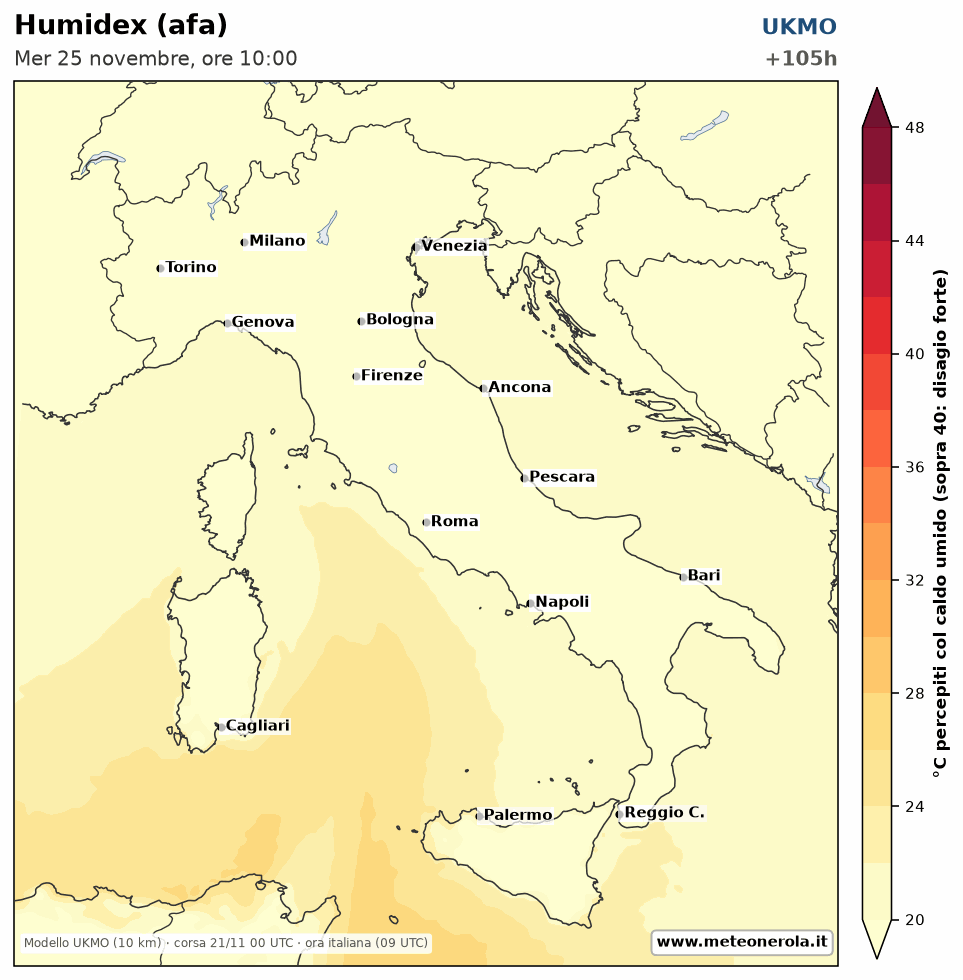 Humidex (afa)
UKMO
Mer 25 novembre, ore 10:00
+105h
Milano
Venezia
Torino
Genova
Bologna
Firenze
Ancona
Pescara
Roma
Bari
Napoli
Cagliari
Palermo
Reggio C.
48
44
40
36
32
28
24
20
°C percepiti col caldo umido (sopra 40: disagio forte)
Modello UKMO (10 km) · corsa 21/11 00 UTC · ora italiana (09 UTC)
www.meteonerola.it